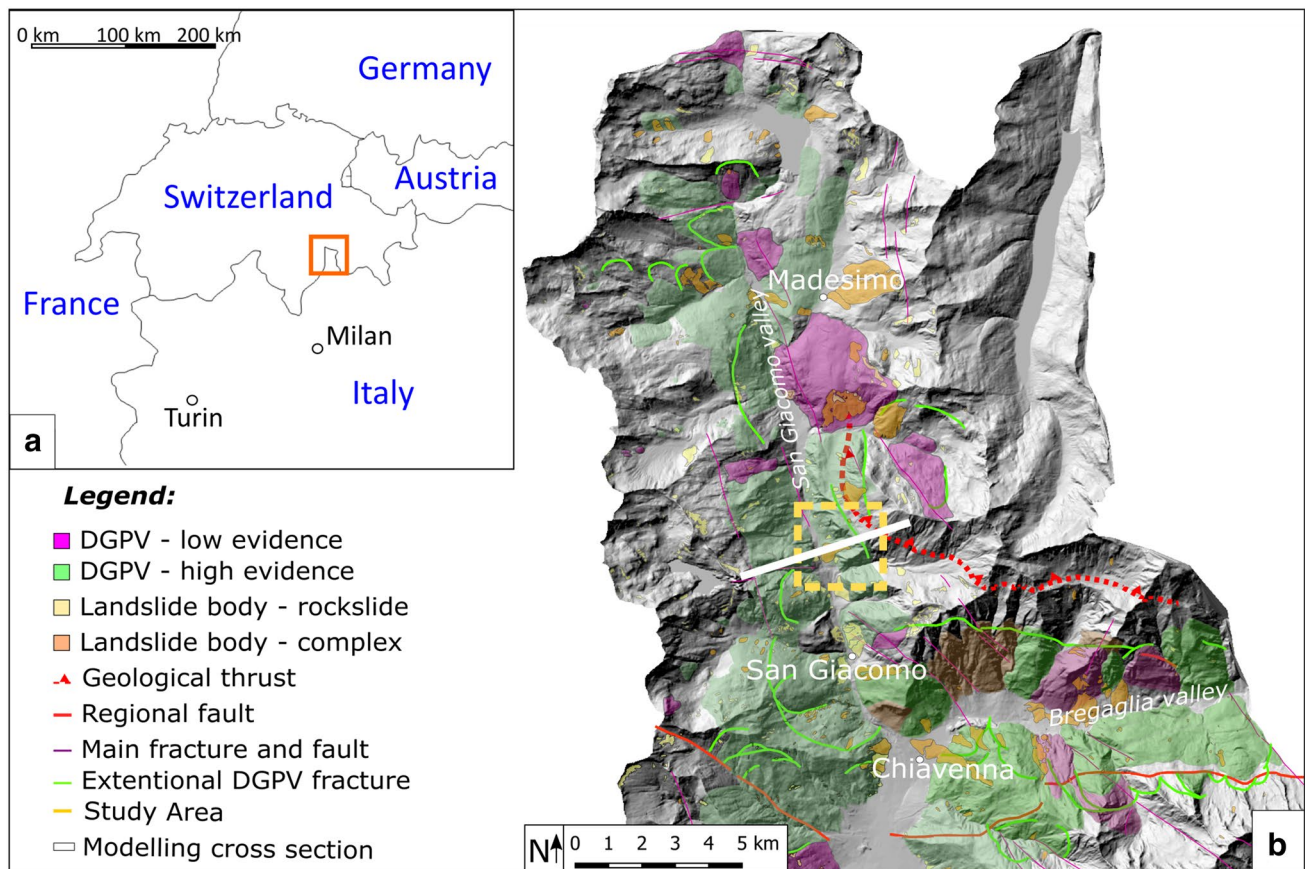 0 km 100 km 200 km
Germany
Switzerland
Austria
France
Milan
Italy
Turin
a
Legend:
DGPV - low evidence
DGPV - high evidence
Landslide body - rockslide
Landslide body - complex
Geological thrust
Regional fault
Main fracture and fault
Extentional DGPV fracture
Study Area
Modelling cross section
Madesimo
San Giacomo valley
San Giacomo
Bregaglia valley
Chiavenna
N
0 1 2 3 4 5 km
b